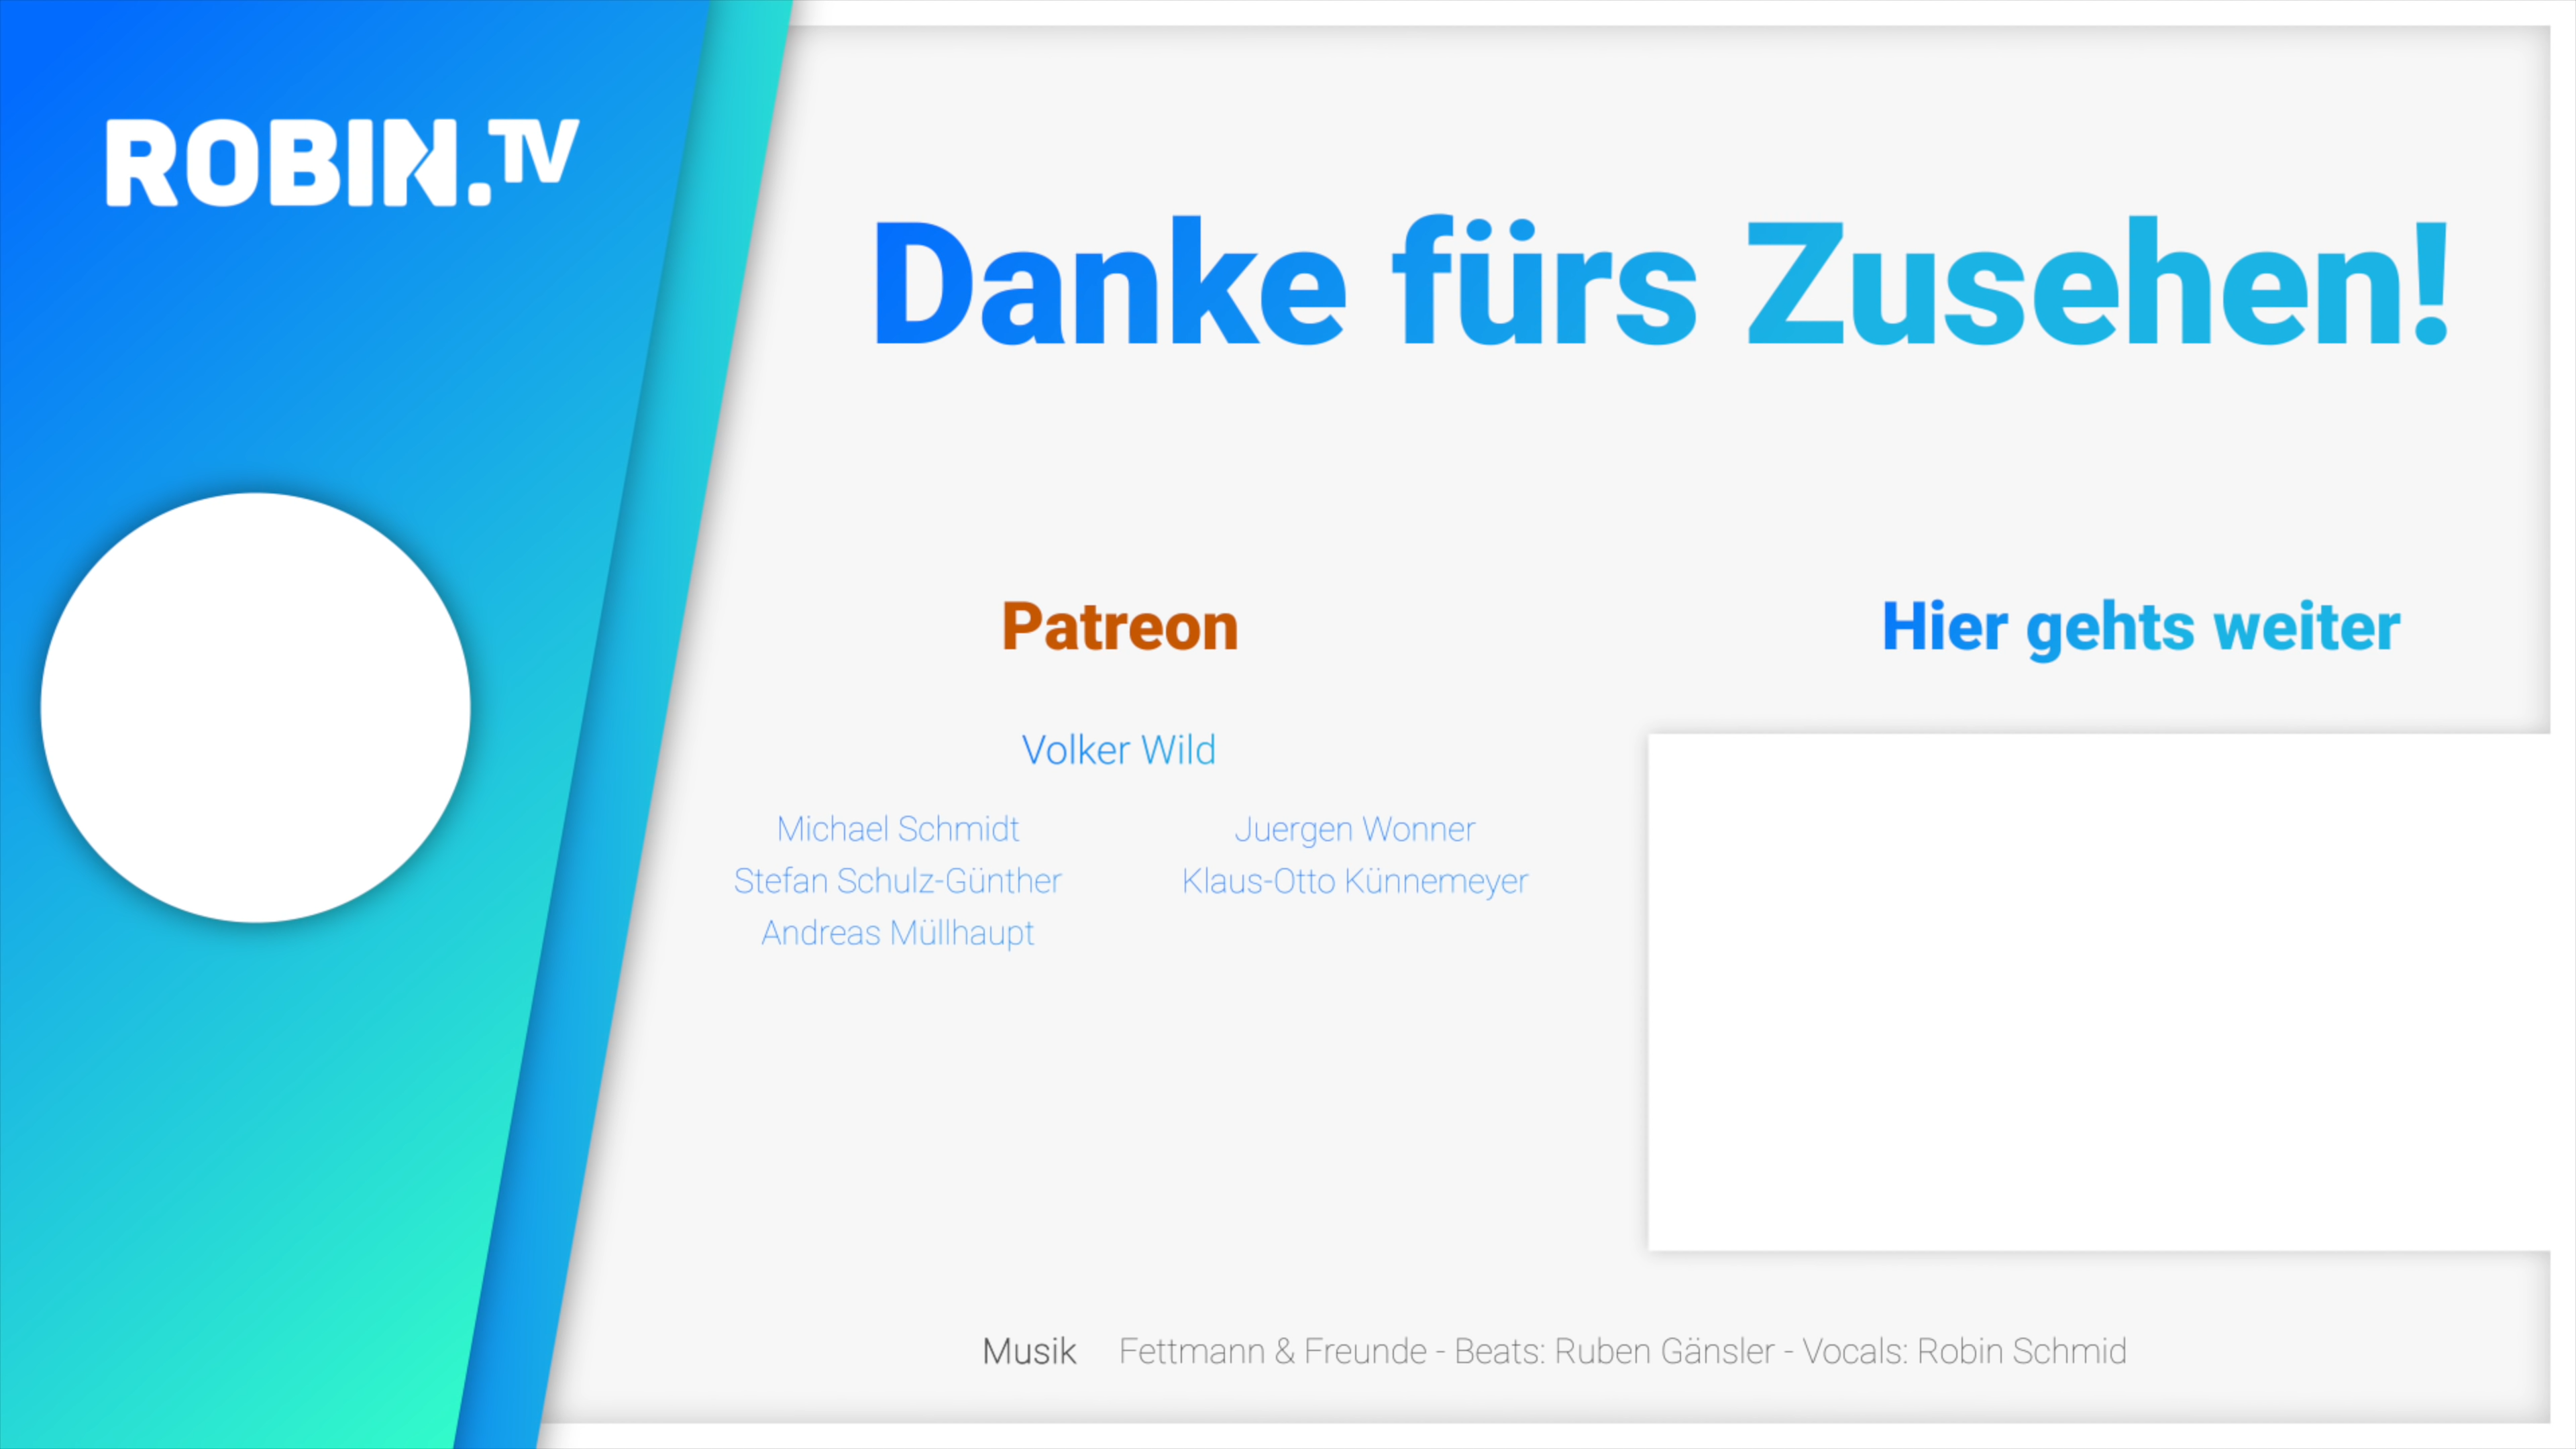 ROBIN.TV
Danke fürs Zusehen!
Patreon
Volker Wild
Michael Schmidt
Stefan Schulz-Günther
Andreas Müllhaupt
Juergen Wonner
Klaus-Otto Künnemeyer
Hier gehts weiter
Musik Fettmann & Freunde - Beats: Ruben Gänsler - Vocals: Robin Schmid